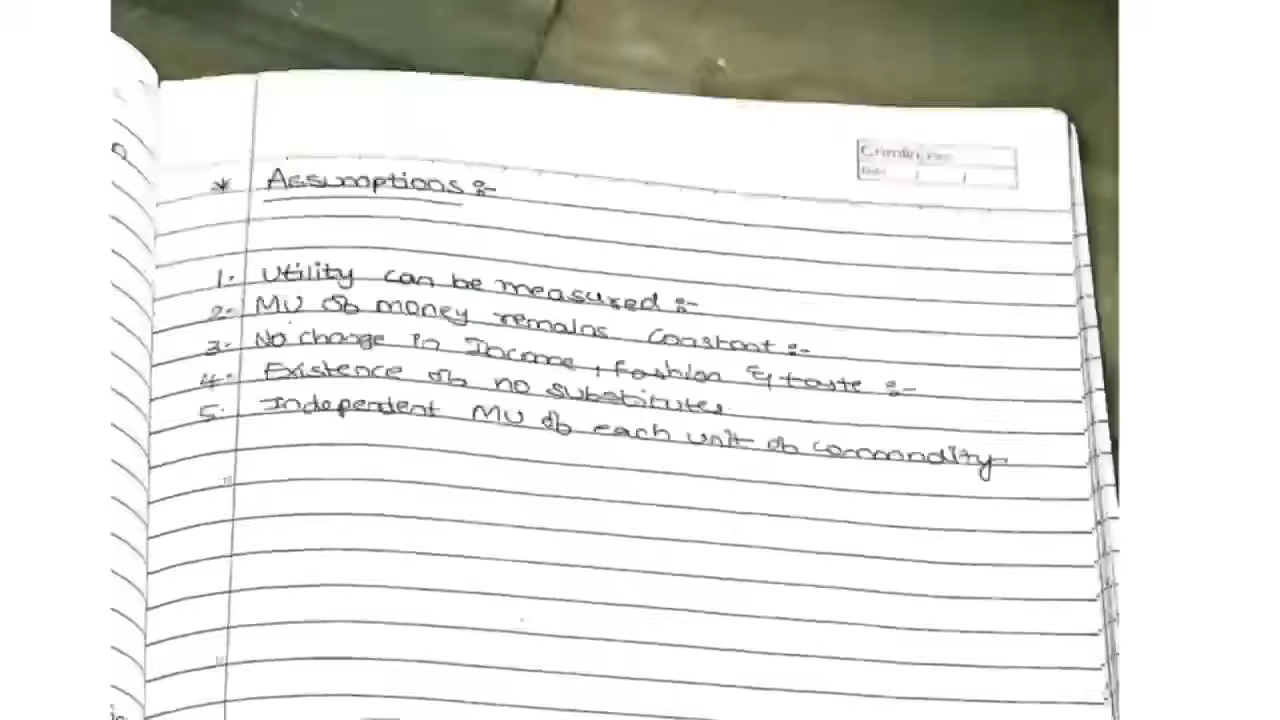 * Assumptions :-
1. Utility can be measured :-
2. MU of money remains constant :-
3. No change in Income, fashion & taste :-
4. Existence of no substitutes.
5. Independent MU of each unit of commodity
Date